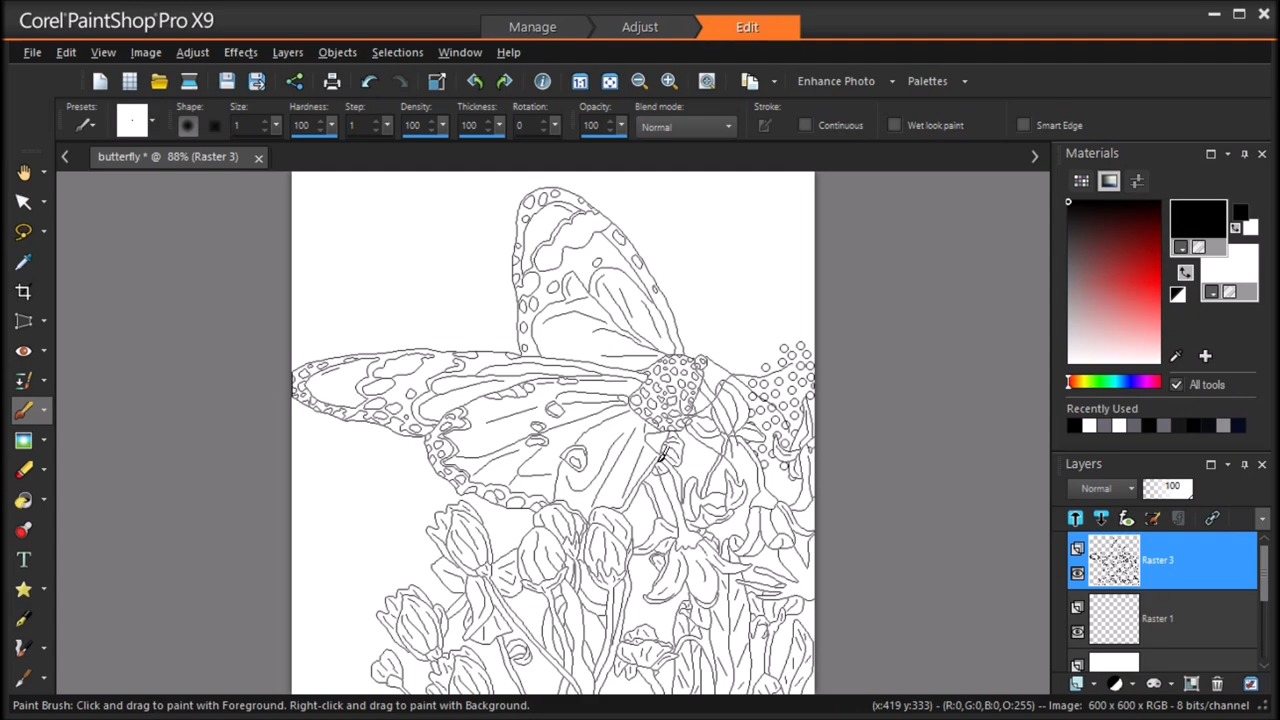 Corel PaintShop Pro X9
Manage
Adjust
Edit
File
Edit
View
Image
Adjust
Effects
Layers
Objects
Selections
Window
Help
Enhance Photo
Palettes
Presets:
Shape:
Size:
Hardness:
Step:
Density:
Thickness:
Rotation:
Opacity:
Blend mode:
Stroke:
1
100
1
100
100
0
100
Normal
Continuous
Wet look paint
Smart Edge
butterfly * @ 88% (Raster 3)
Materials
All tools
Recently Used
Layers
Normal
100
Raster 3
Raster 1
Paint Brush: Click and drag to paint with Foreground. Right-click and drag to paint with Background.
(x:419 y:333) -- (R:0,G:0,B:0,O:255) -- Image: 600 x 600 x RGB - 8 bits/channel